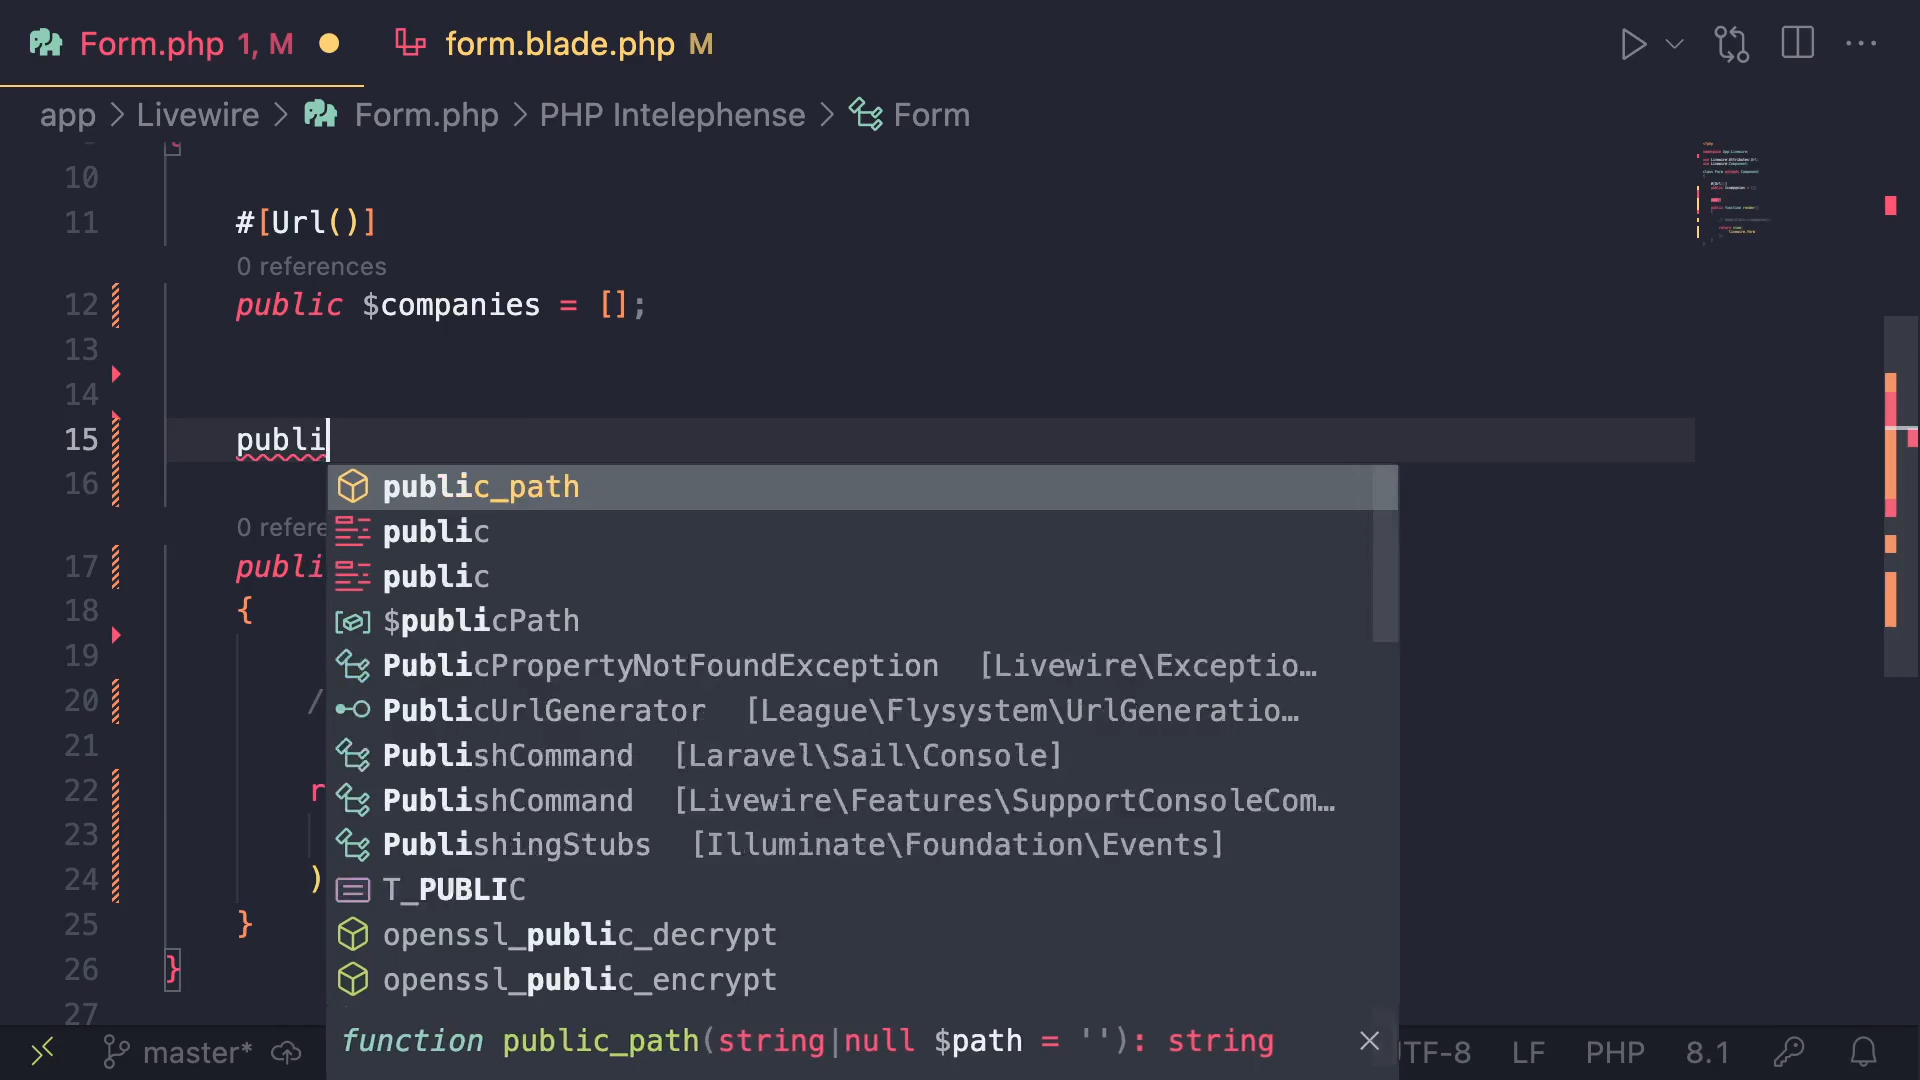 Form.php 1, M
form.blade.php M
app > Livewire > Form.php > PHP Intelephense > Form
10
11 #[Url()]
0 references
12 public $companies = [];
13
14
15 publi
16
0 refere
17 publi
18 {
19
20 /
21
22 r
23
24 )
25 }
26 }
27
public_path
public
public
$publicPath
PublicPropertyNotFoundException [Livewire\Exceptio…
PublicUrlGenerator [League\Flysystem\UrlGeneratio…
PublishCommand [Laravel\Sail\Console]
PublishCommand [Livewire\Features\SupportConsoleCom…
PublishingStubs [Illuminate\Foundation\Events]
T_PUBLIC
openssl_public_decrypt
openssl_public_encrypt
function public_path(string|null $path = ''): string
master* TF-8 LF PHP 8.1